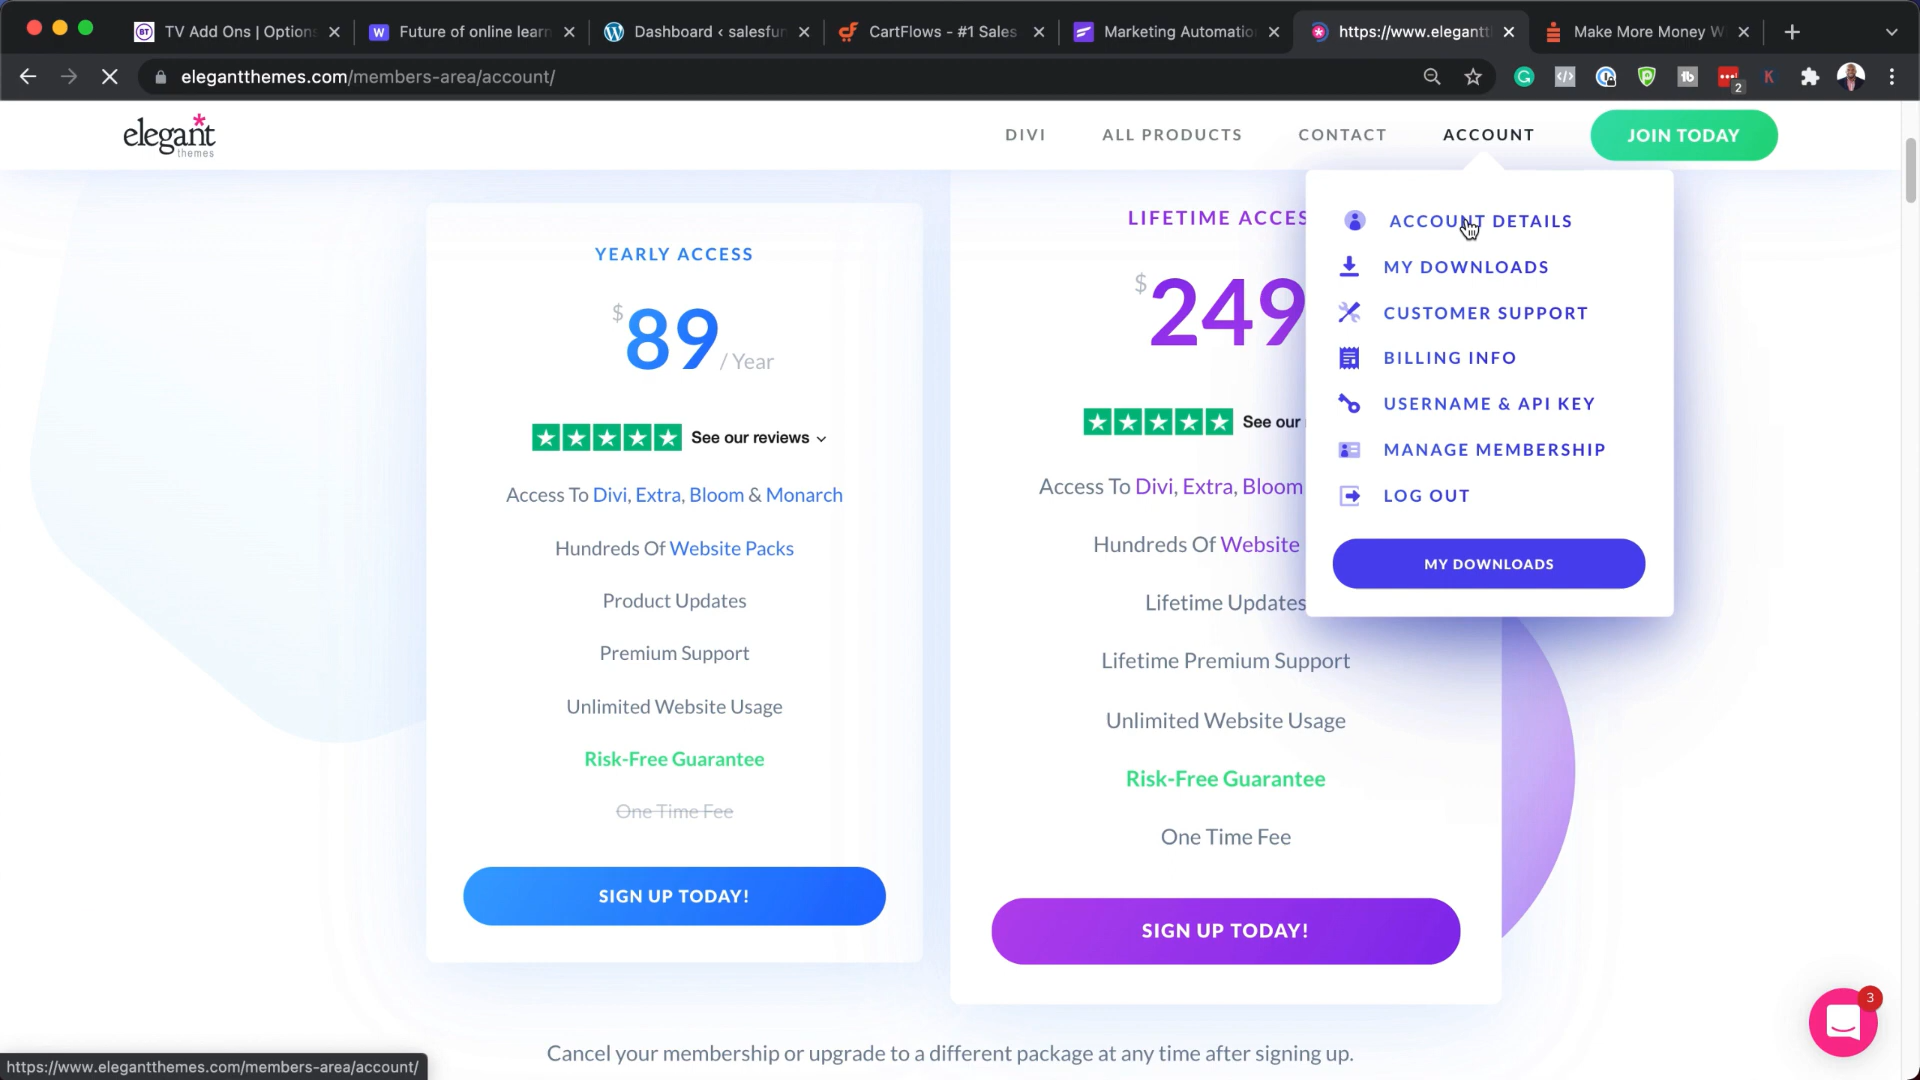 TV Add Ons | Option
Future of online learn
Dashboard ‹ salesfun
CartFlows - #1 Sales
Marketing Automatio
https://www.elegantt
Make More Money W
elegantthemes.com/members-area/account/
2
elegant
themes
DIVI
ALL PRODUCTS
CONTACT
ACCOUNT
JOIN TODAY
YEARLY ACCESS
$89/ Year
See our reviews
Access To Divi, Extra, Bloom & Monarch
Hundreds Of Website Packs
Product Updates
Premium Support
Unlimited Website Usage
Risk-Free Guarantee
One Time Fee
SIGN UP TODAY!
LIFETIME ACCES
$249
See our
Access To Divi, Extra, Bloom
Hundreds Of Website
Lifetime Updates
Lifetime Premium Support
Unlimited Website Usage
Risk-Free Guarantee
One Time Fee
SIGN UP TODAY!
ACCOUNT DETAILS
MY DOWNLOADS
CUSTOMER SUPPORT
BILLING INFO
USERNAME & API KEY
MANAGE MEMBERSHIP
LOG OUT
MY DOWNLOADS
3
Cancel your membership or upgrade to a different package at any time after signing up.
https://www.elegantthemes.com/members-area/account/